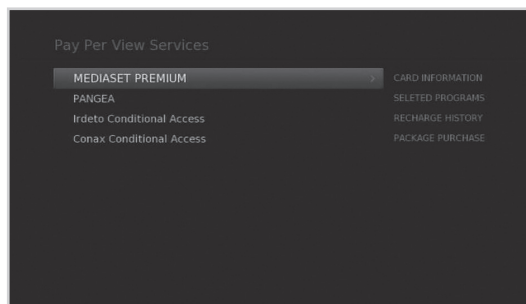 Pay Per View Services
MEDIASET PREMIUM
PANGEA
Irdeto Conditional Access
Conax Conditional Access
CARD INFORMATION
SELETED PROGRAMS
RECHARGE HISTORY
PACKAGE PURCHASE